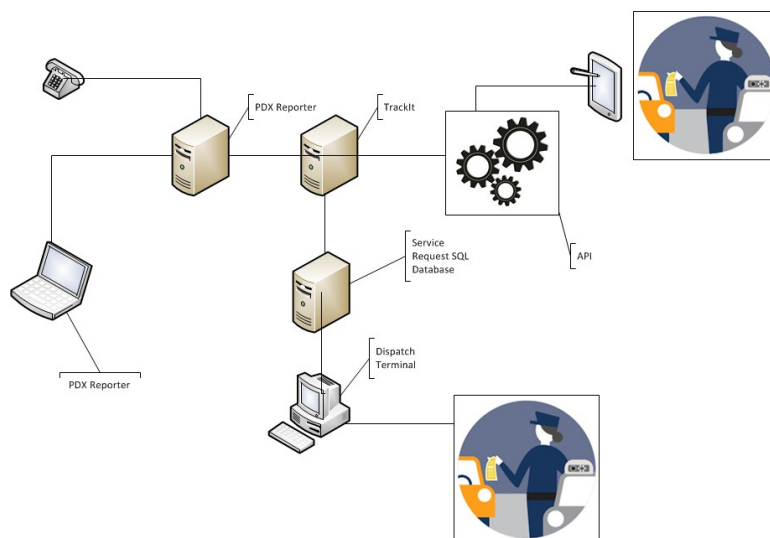 PDX Reporter
TrackIt
Service
Request SQL
Database
API
Dispatch
Terminal
PDX Reporter